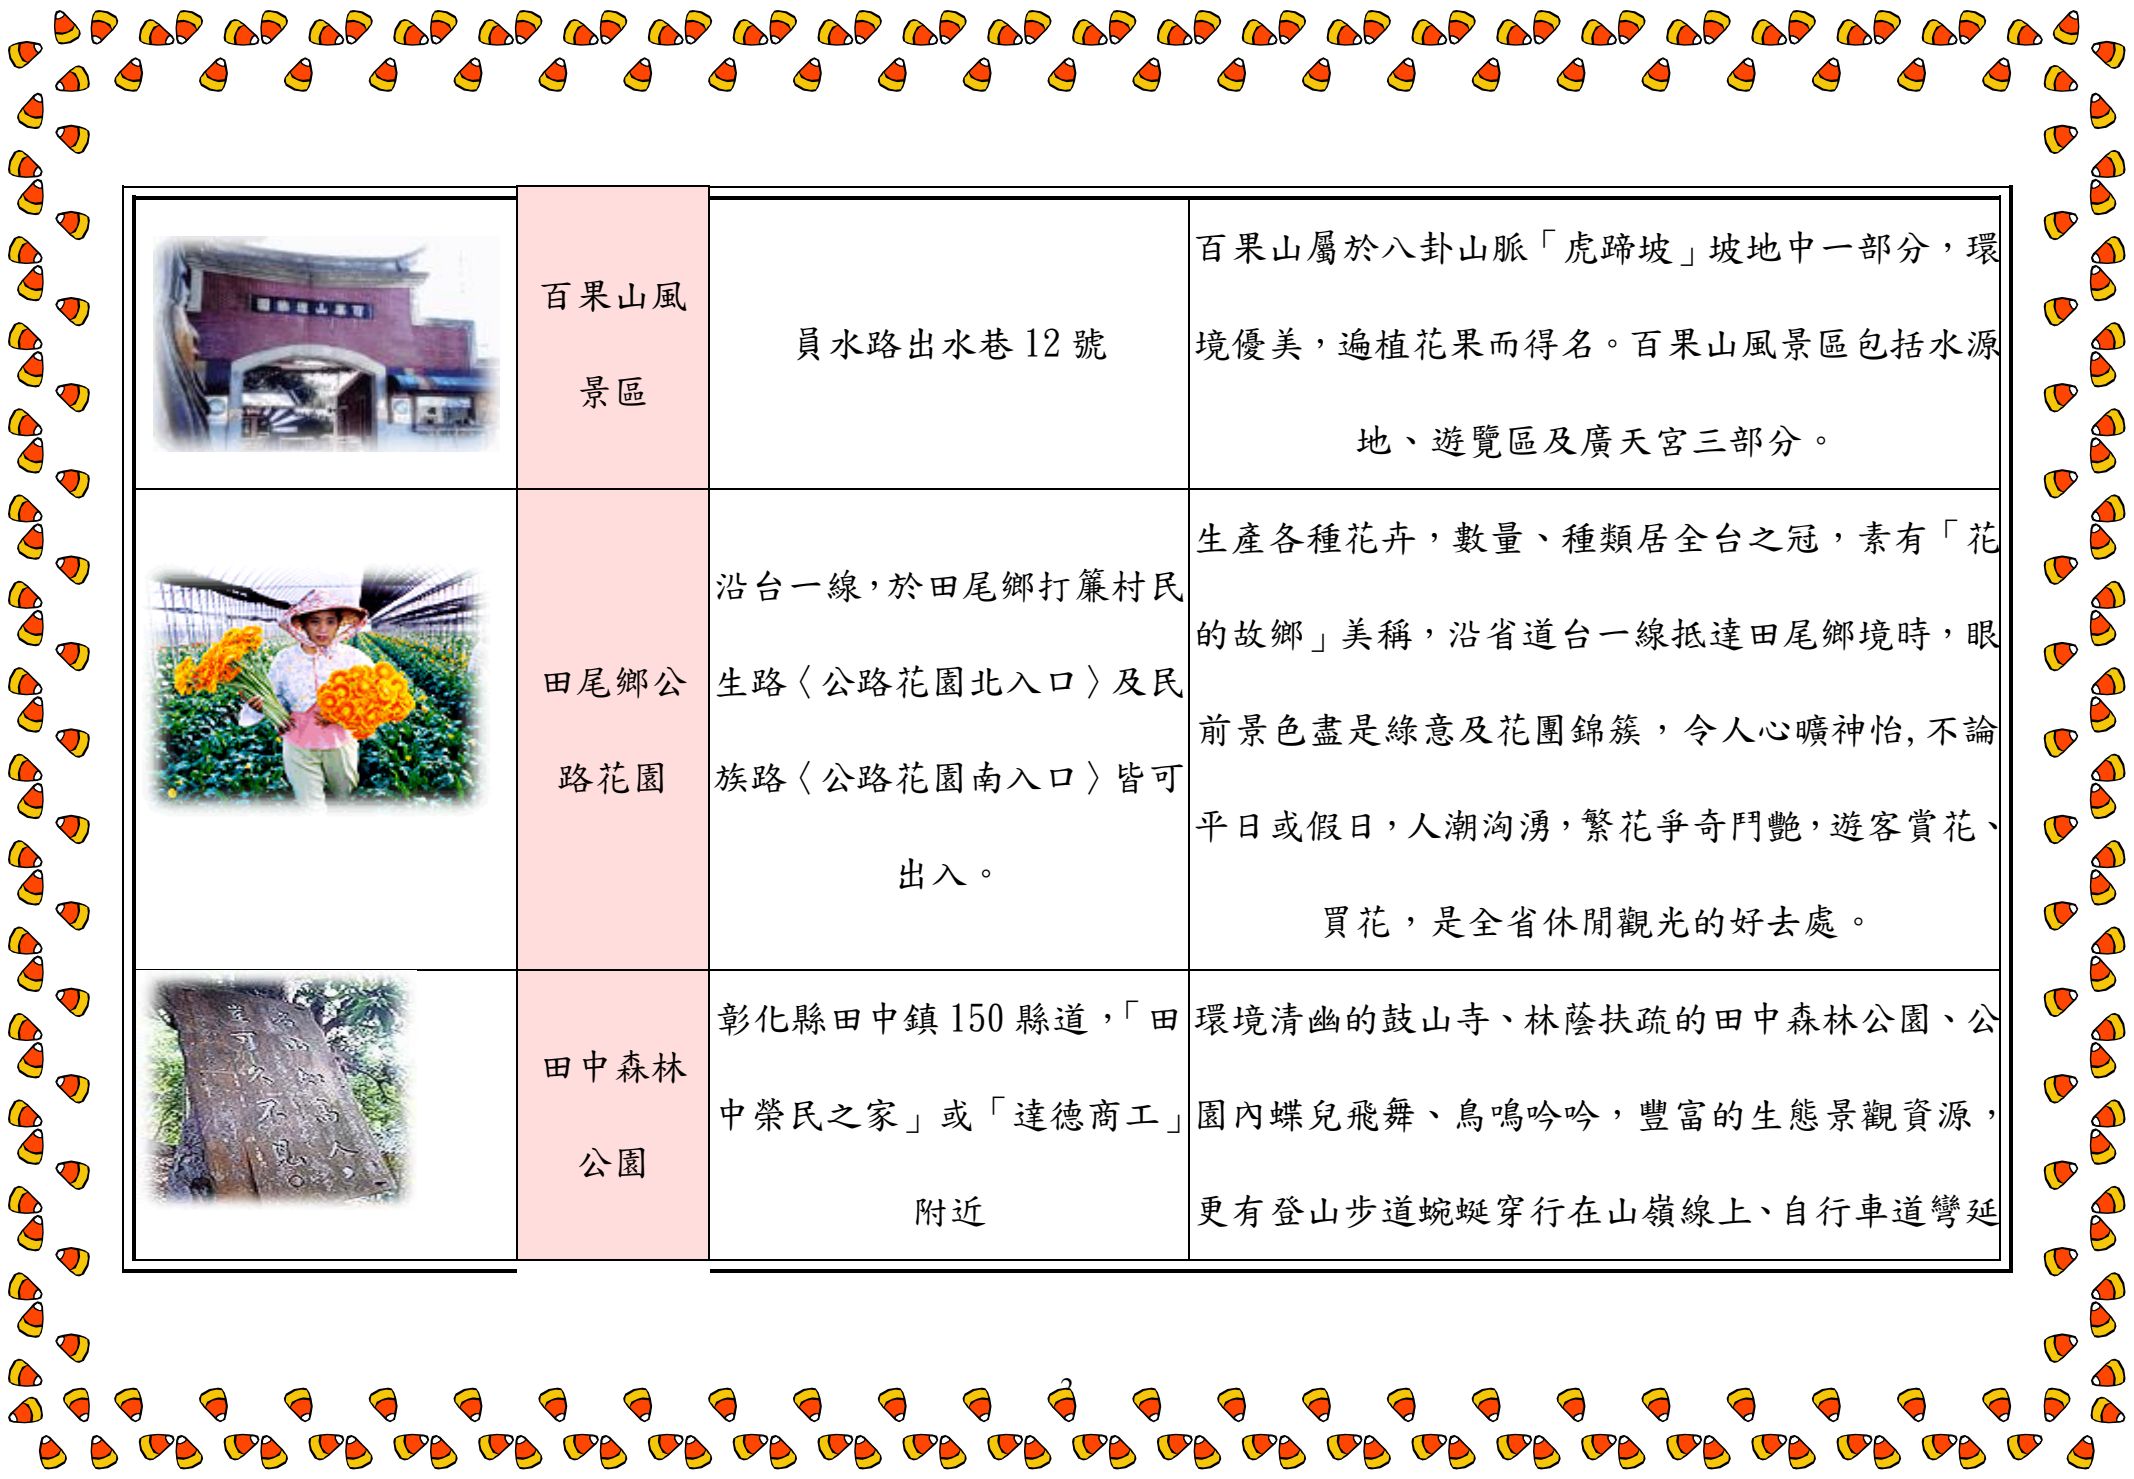 百果山風
景區
員水路出水巷 12 號
百果山屬於八卦山脈「虎蹄坡」坡地中一部分，環
境優美，遍植花果而得名。百果山風景區包括水源
地、遊覽區及廣天宮三部分。
田尾鄉公
路花園
沿台一線，於田尾鄉打簾村民
生路〈公路花園北入口〉及民
族路〈公路花園南入口〉皆可
出入。
生產各種花卉，數量、種類居全台之冠，素有「花
的故鄉」美稱，沿省道台一線抵達田尾鄉境時，眼
前景色盡是綠意及花團錦簇，令人心曠神怡,不論
平日或假日，人潮洶湧，繁花爭奇鬥艷，遊客賞花、
買花，是全省休閒觀光的好去處。
田中森林
公園
彰化縣田中鎮 150 縣道，「田
中榮民之家」或「達德商工」
附近
環境清幽的鼓山寺、林蔭扶疏的田中森林公園、公
園內蝶兒飛舞、鳥鳴吟吟，豐富的生態景觀資源，
更有登山步道蜿蜒穿行在山嶺線上、自行車道彎延